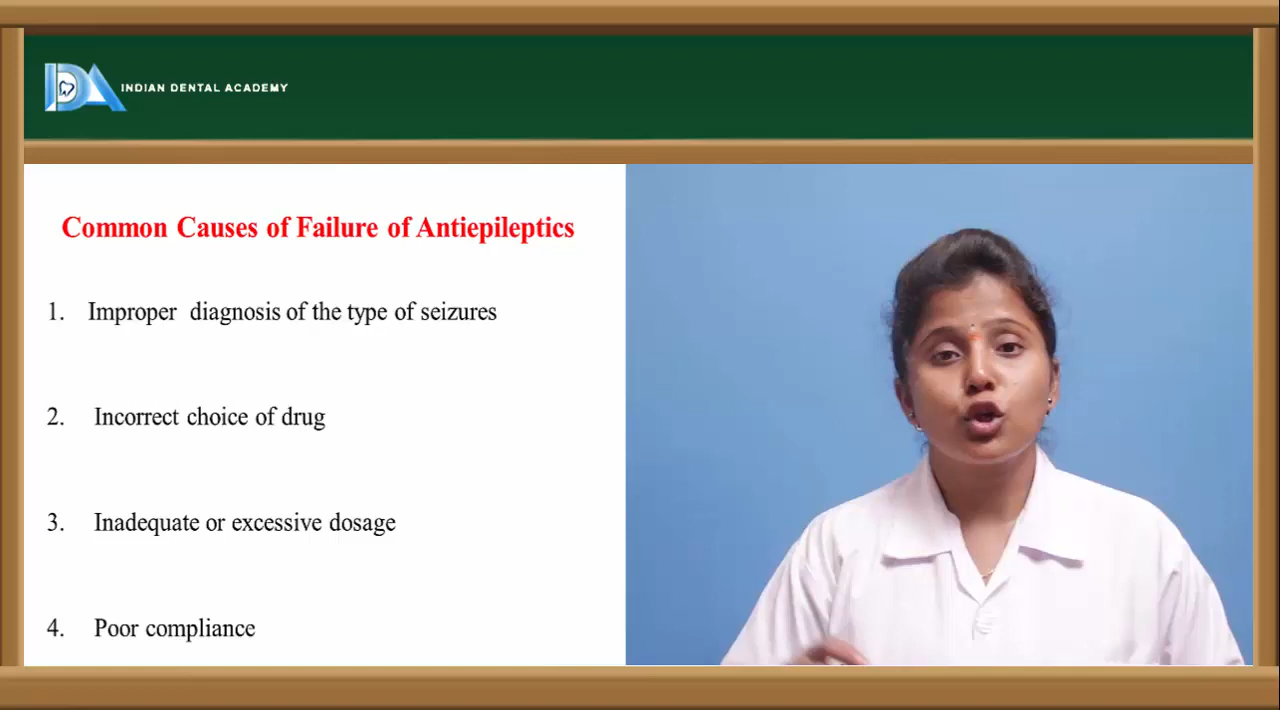 IDA INDIAN DENTAL ACADEMY
Common Causes of Failure of Antiepileptics
1. Improper diagnosis of the type of seizures
2. Incorrect choice of drug
3. Inadequate or excessive dosage
4. Poor compliance